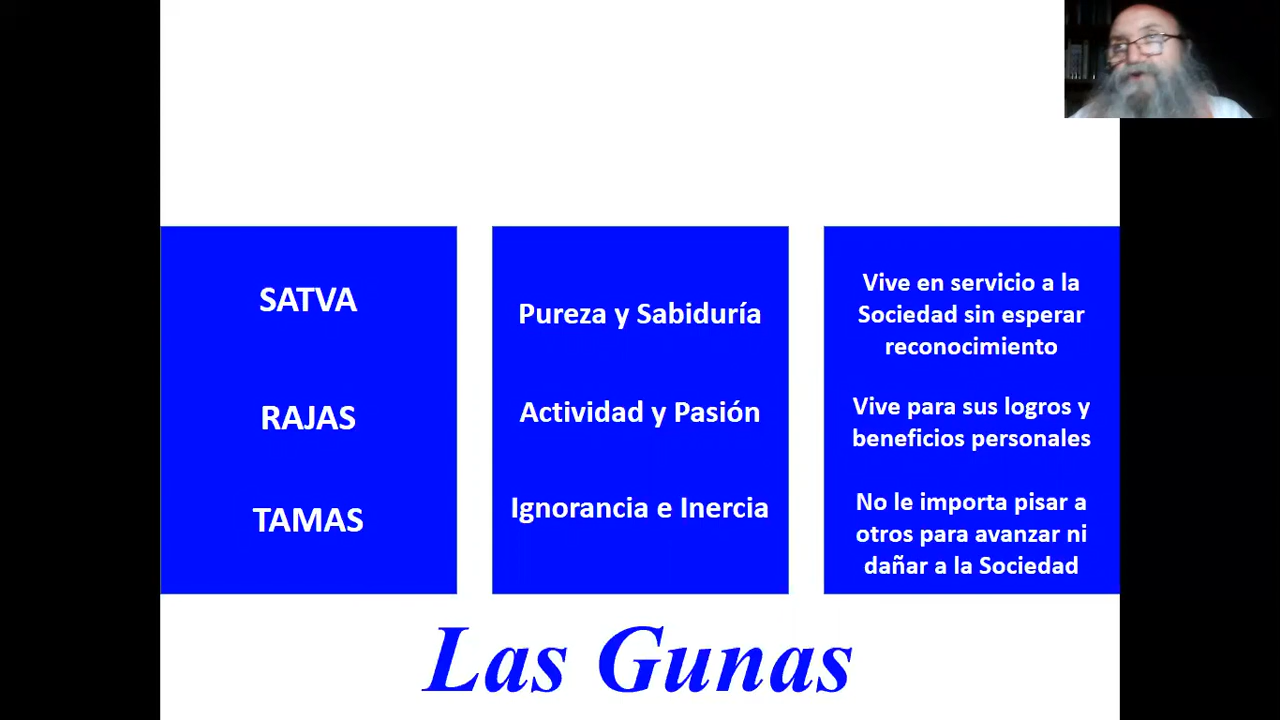 SATVA
RAJAS
TAMAS
Pureza y Sabiduría
Actividad y Pasión
Ignorancia e Inercia
Vive en servicio a la
Sociedad sin esperar
reconocimiento
Vive para sus logros y
beneficios personales
No le importa pisar a
otros para avanzar ni
dañar a la Sociedad
Las Gunas